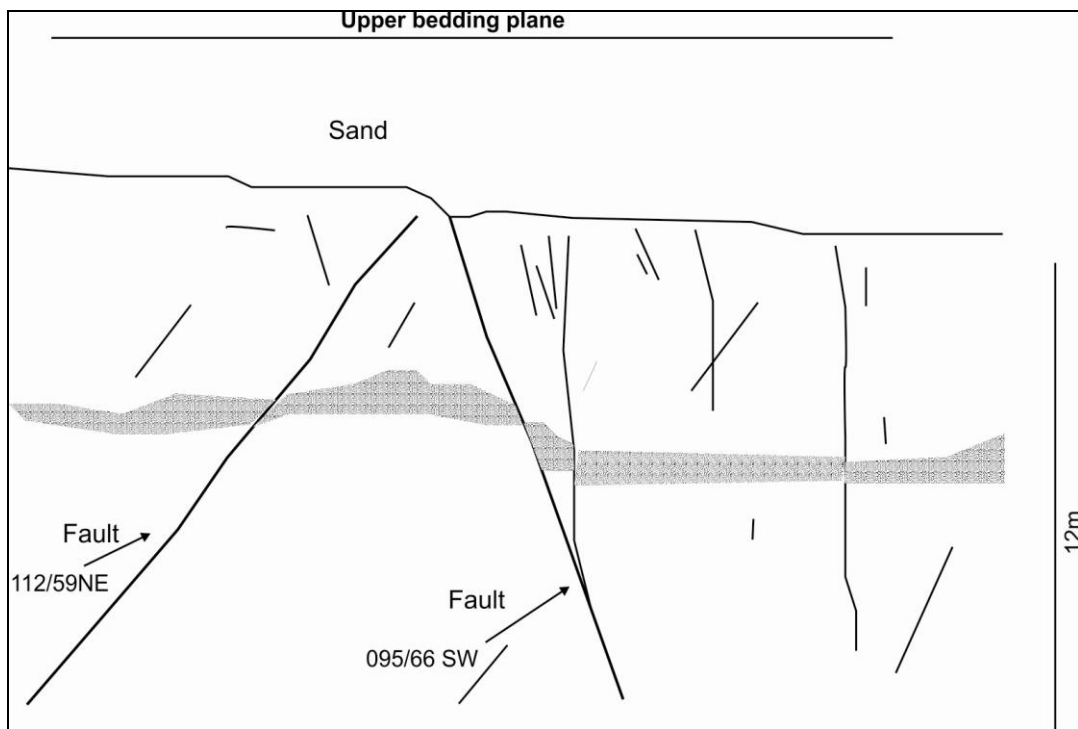 Upper bedding plane
Sand
Fault
112/59NE
Fault
095/66 SW
12m